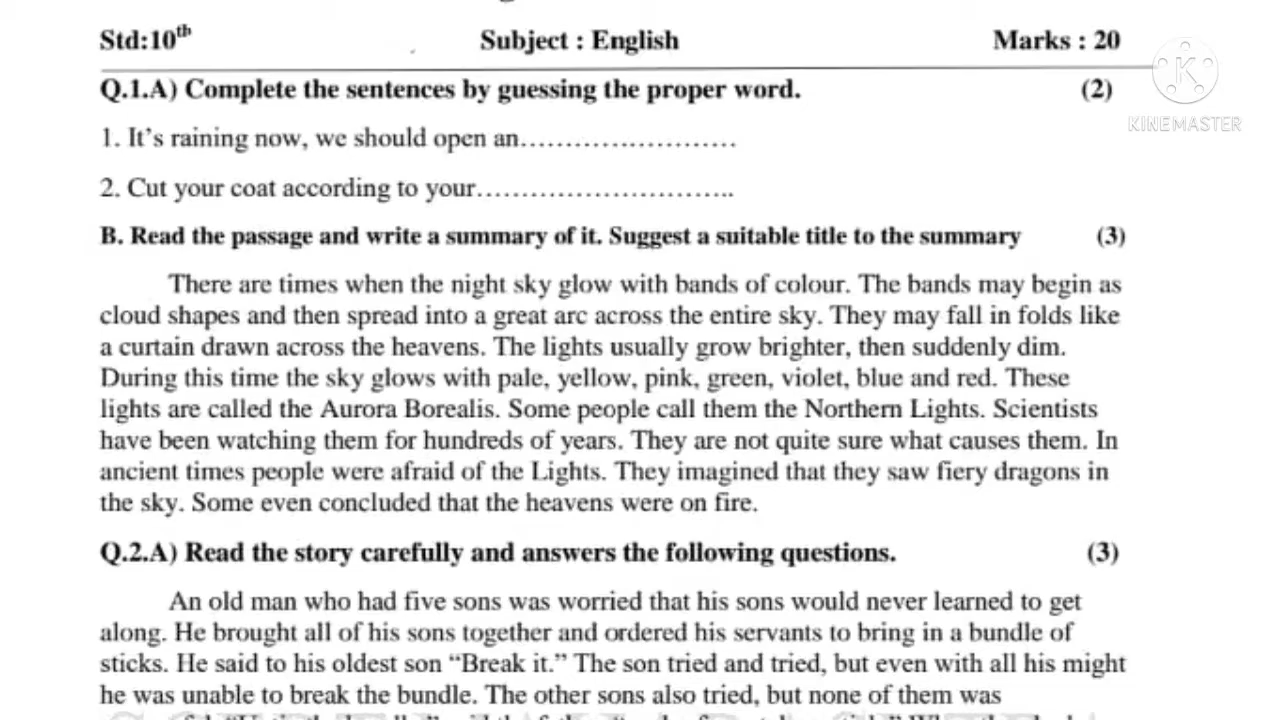 Std:10th Subject : English Marks : 20
KINEMASTER
Q.1.A) Complete the sentences by guessing the proper word. (2)
1. It's raining now, we should open an........................
2. Cut your coat according to your.............................
B. Read the passage and write a summary of it. Suggest a suitable title to the summary (3)
There are times when the night sky glow with bands of colour. The bands may begin as
cloud shapes and then spread into a great arc across the entire sky. They may fall in folds like
a curtain drawn across the heavens. The lights usually grow brighter, then suddenly dim.
During this time the sky glows with pale, yellow, pink, green, violet, blue and red. These
lights are called the Aurora Borealis. Some people call them the Northern Lights. Scientists
have been watching them for hundreds of years. They are not quite sure what causes them. In
ancient times people were afraid of the Lights. They imagined that they saw fiery dragons in
the sky. Some even concluded that the heavens were on fire.
Q.2.A) Read the story carefully and answers the following questions. (3)
An old man who had five sons was worried that his sons would never learned to get
along. He brought all of his sons together and ordered his servants to bring in a bundle of
sticks. He said to his oldest son “Break it.” The son tried and tried, but even with all his might
he was unable to break the bundle. The other sons also tried, but none of them was